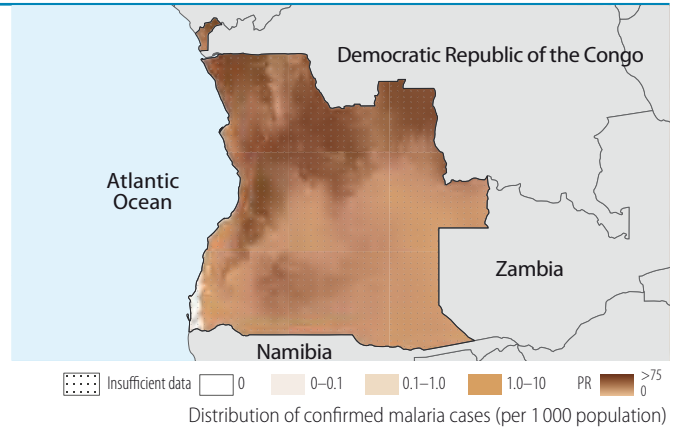 Democratic Republic of the Congo
Atlantic
Ocean
Zambia
Namibia
Insufficient data 0 0–0.1 0.1–1.0 1.0–10 PR >75
0
Distribution of confirmed malaria cases (per 1 000 population)